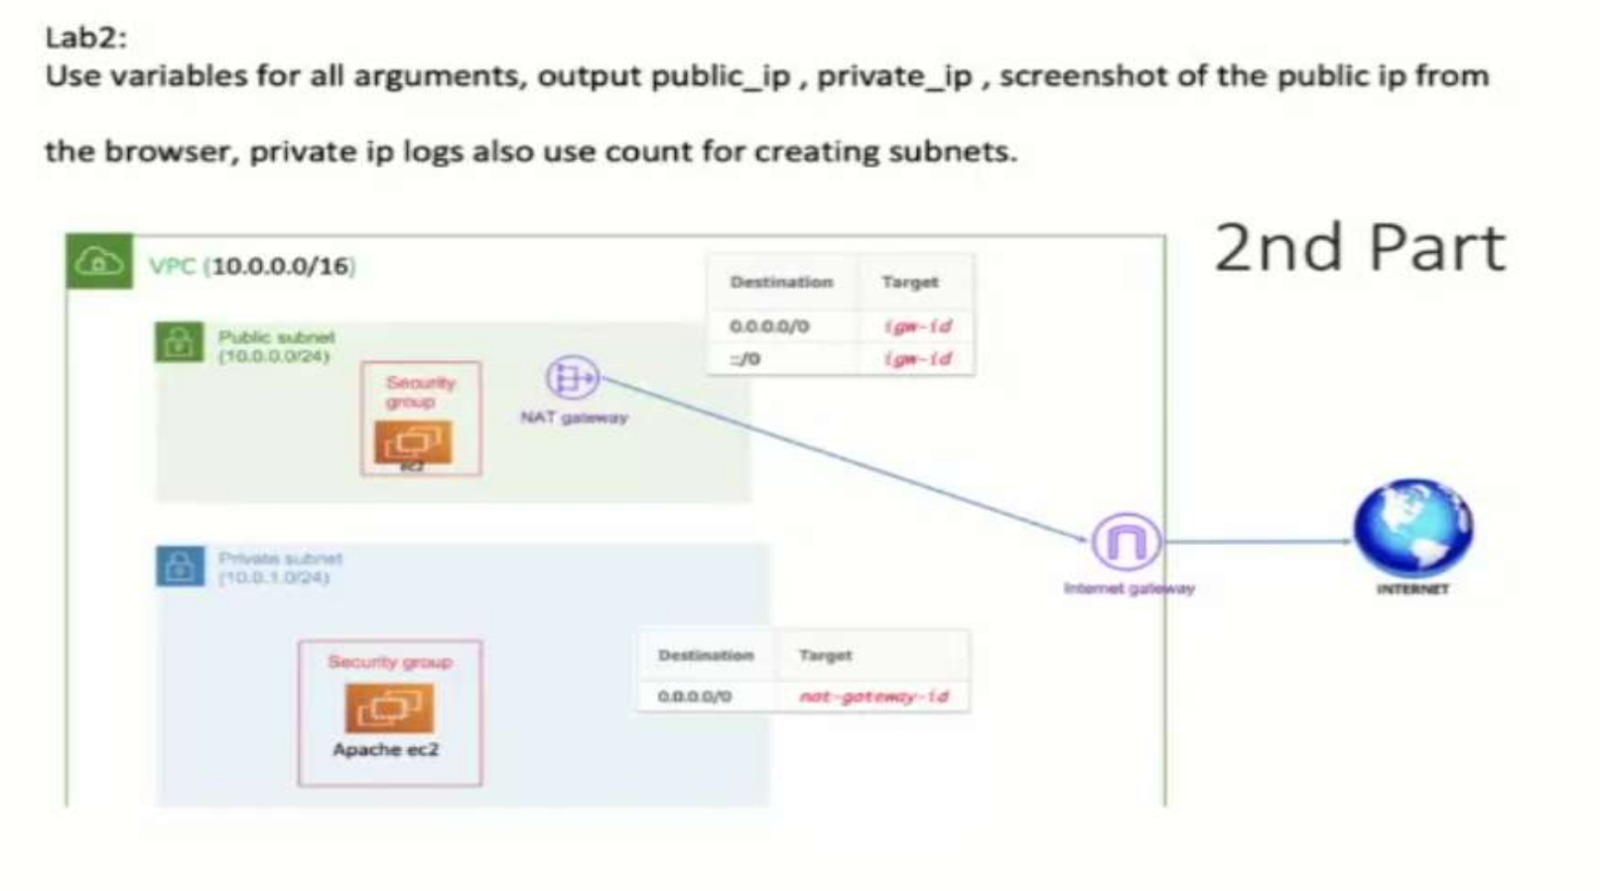 Lab2:
Use variables for all arguments, output public_ip , private_ip , screenshot of the public ip from
the browser, private ip logs also use count for creating subnets.
2nd Part
VPC (10.0.0.0/16)
Destination Target
0.0.0.0/0 igw-id
::/0 igw-id
Public subnet
(10.0.0.0/24)
Security
group
ec2
NAT gateway
Internet gateway
INTERNET
Private subnet
(10.0.1.0/24)
Security group
Apache ec2
Destination Target
0.0.0.0/0 nat-gateway-id